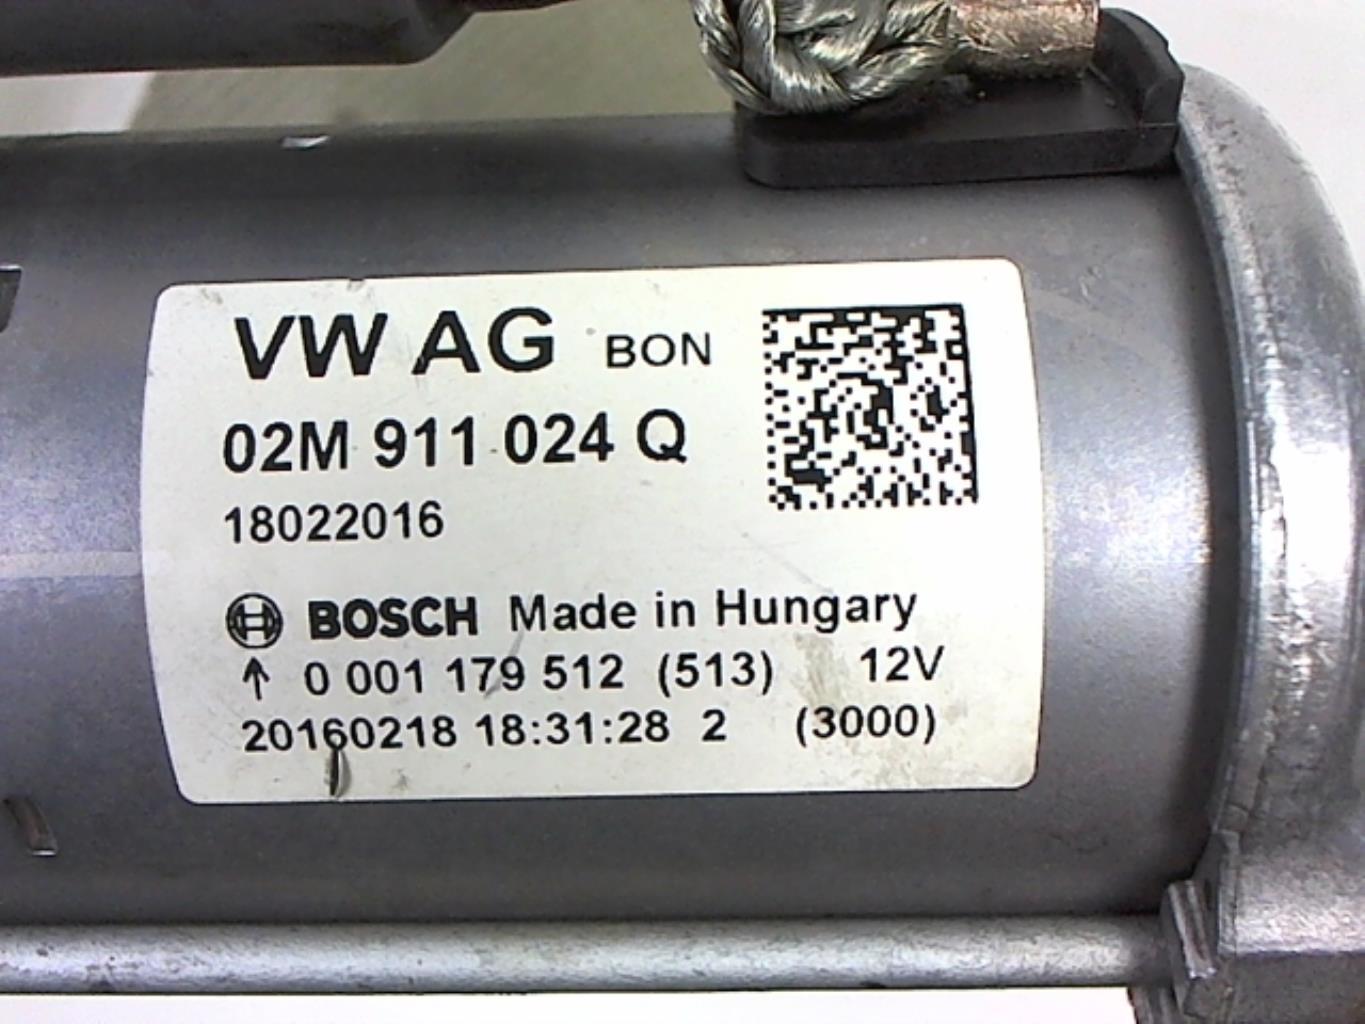 VW AG BON
02M 911 024 Q
18022016
BOSCH Made in Hungary
↑ 0 001 179 512 (513) 12V
20160218 18:31:28 2 (3000)